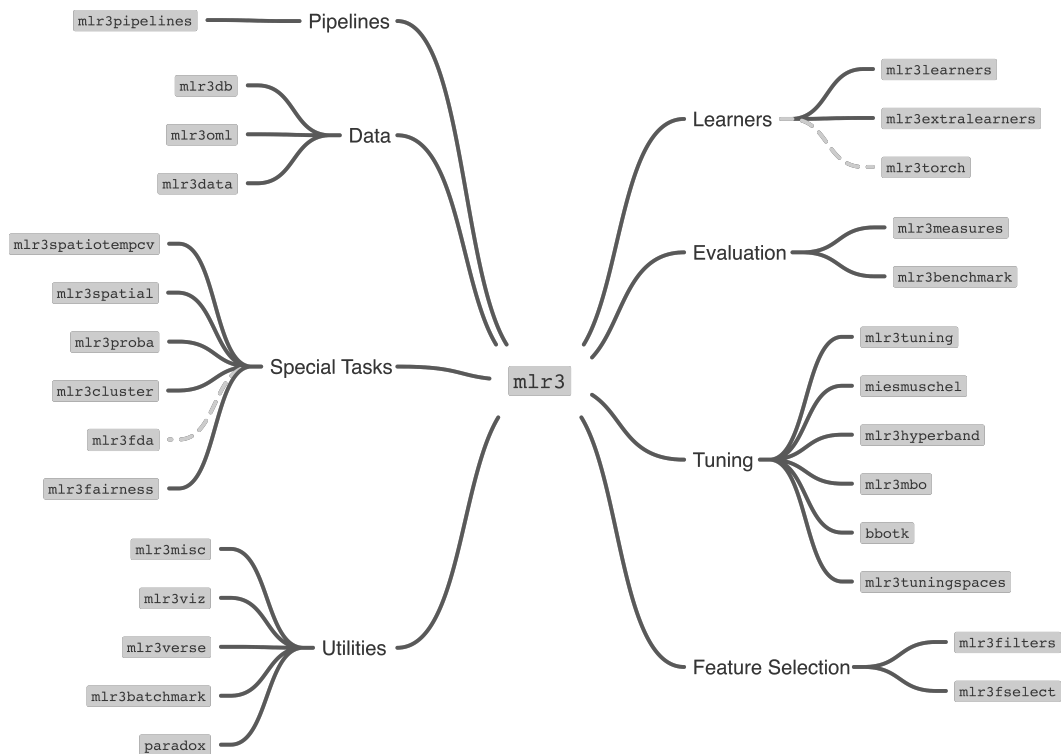 mlr3pipelines
Pipelines
mlr3db
mlr3oml
mlr3data
Data
mlr3spatiotempcv
mlr3spatial
mlr3proba
mlr3cluster
mlr3fda
mlr3fairness
Special Tasks
mlr3misc
mlr3viz
mlr3verse
mlr3batchmark
paradox
Utilities
mlr3
Learners
mlr3learners
mlr3extralearners
mlr3torch
Evaluation
mlr3measures
mlr3benchmark
Tuning
mlr3tuning
miesmuschel
mlr3hyperband
mlr3mbo
bbotk
mlr3tuningspaces
Feature Selection
mlr3filters
mlr3fselect